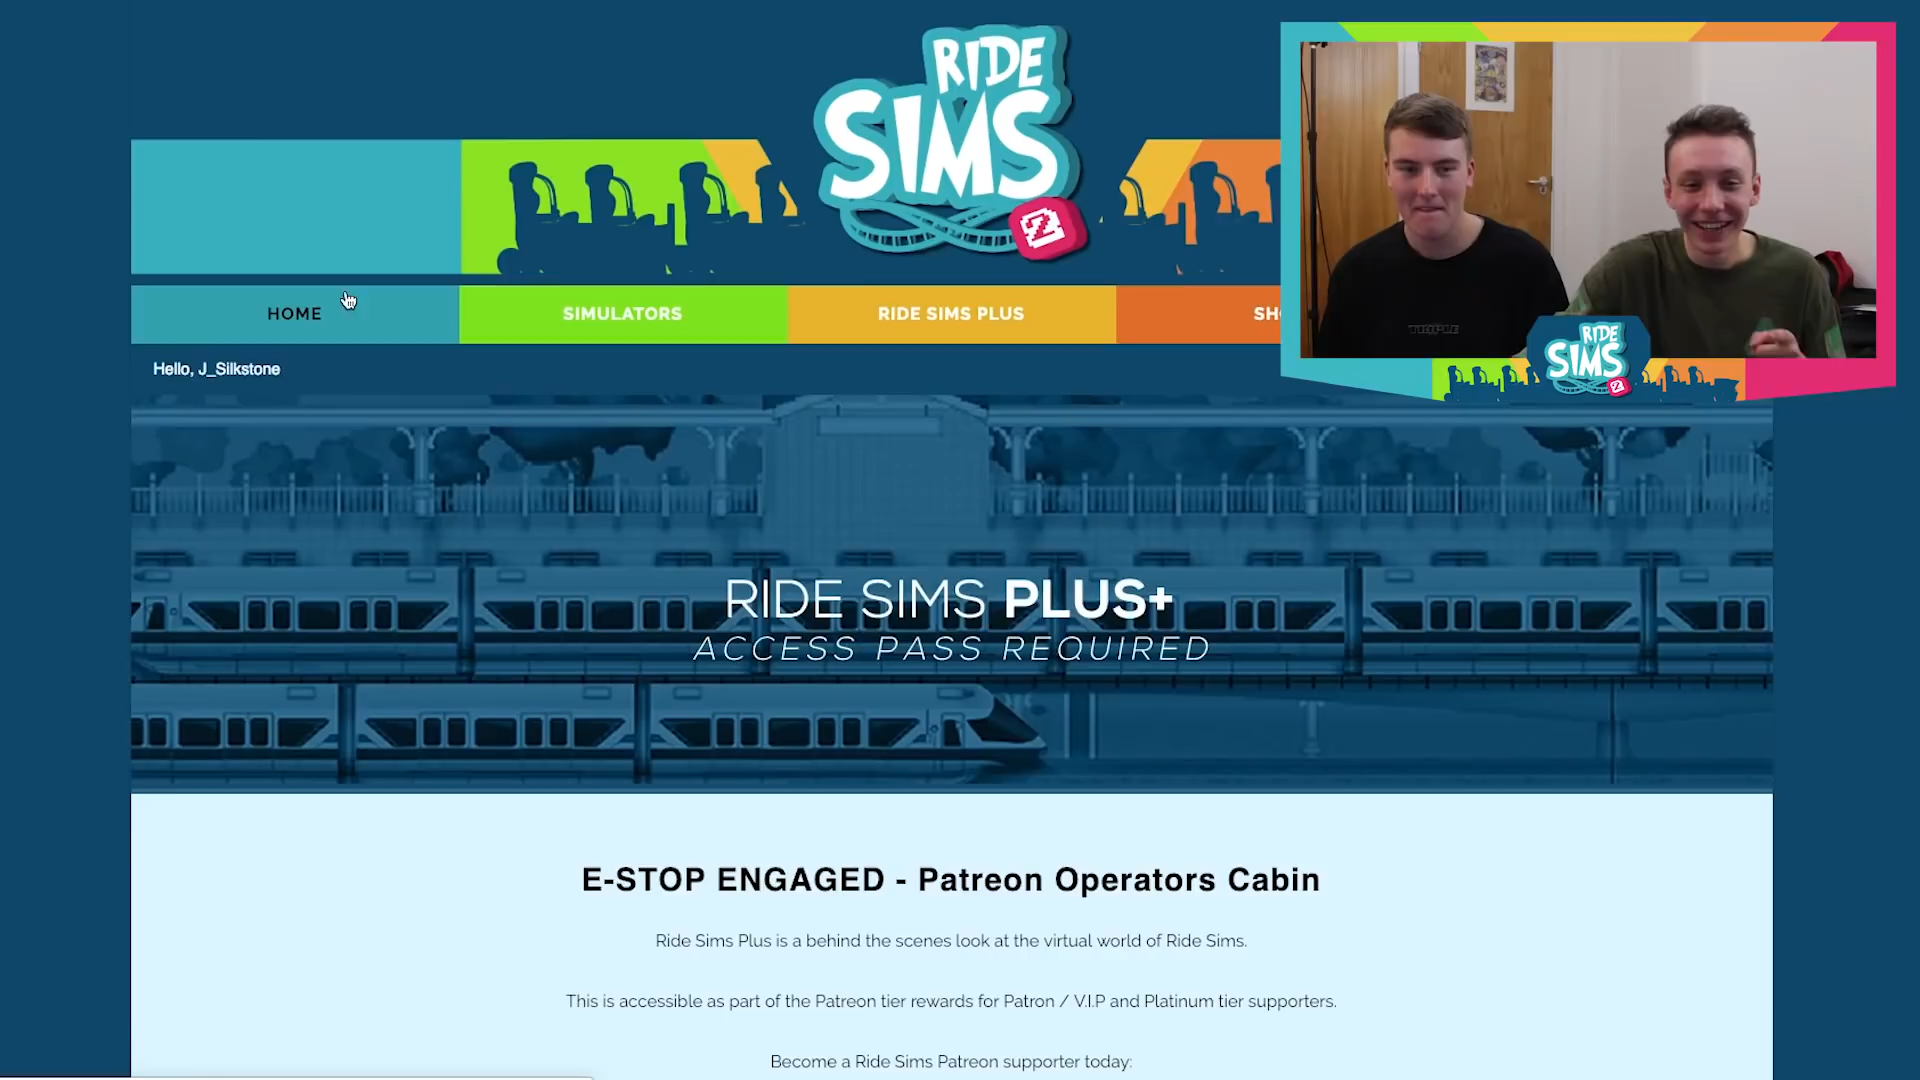 RIDE
SIMS
2
HOME
SIMULATORS
RIDE SIMS PLUS
SH
Hello, J_Silkstone
RIDE SIMS PLUS+
ACCESS PASS REQUIRED
E-STOP ENGAGED - Patreon Operators Cabin
Ride Sims Plus is a behind the scenes look at the virtual world of Ride Sims.
This is accessible as part of the Patreon tier rewards for Patron / V.I.P and Platinum tier supporters.
Become a Ride Sims Patreon supporter today:
TRIPLE
RIDE
SIMS
2